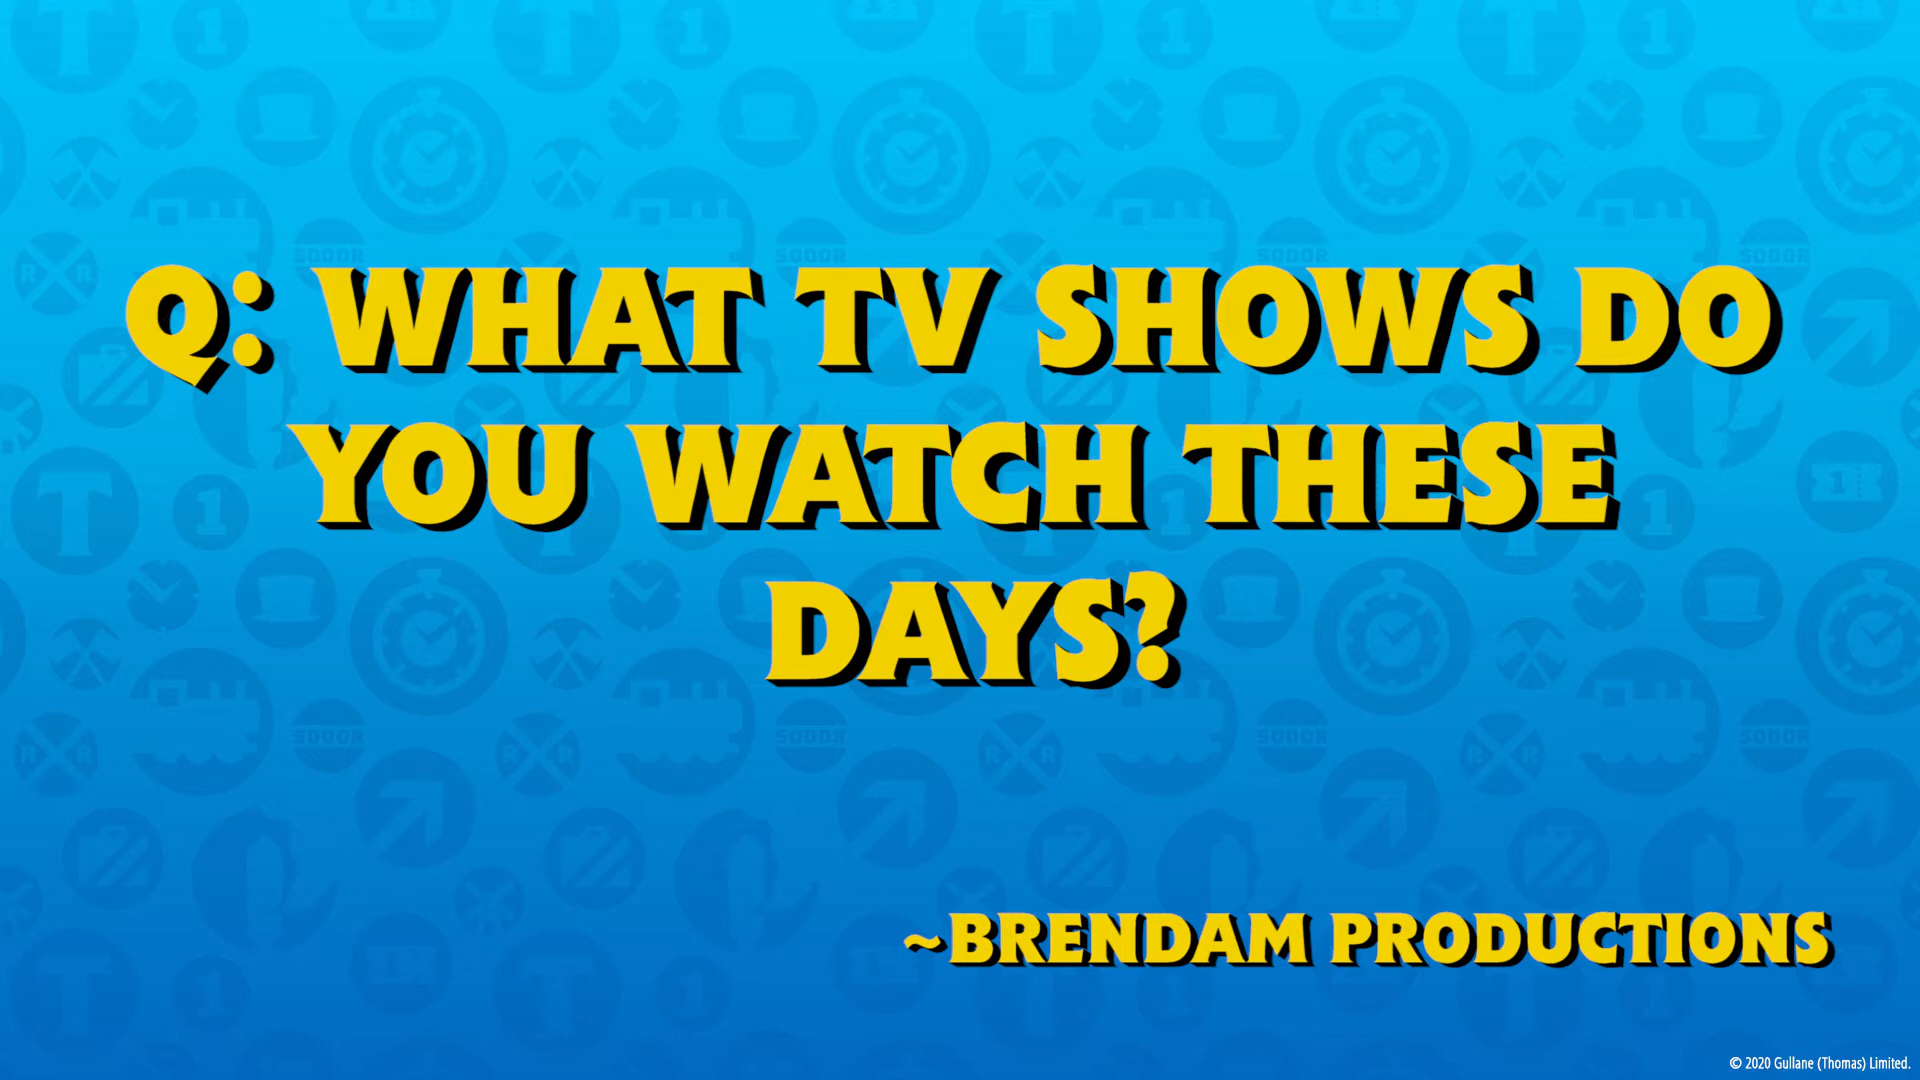 Q: WHAT TV SHOWS DO
YOU WATCH THESE
DAYS?
~BRENDAM PRODUCTIONS
© 2020 Gullane (Thomas) Limited.